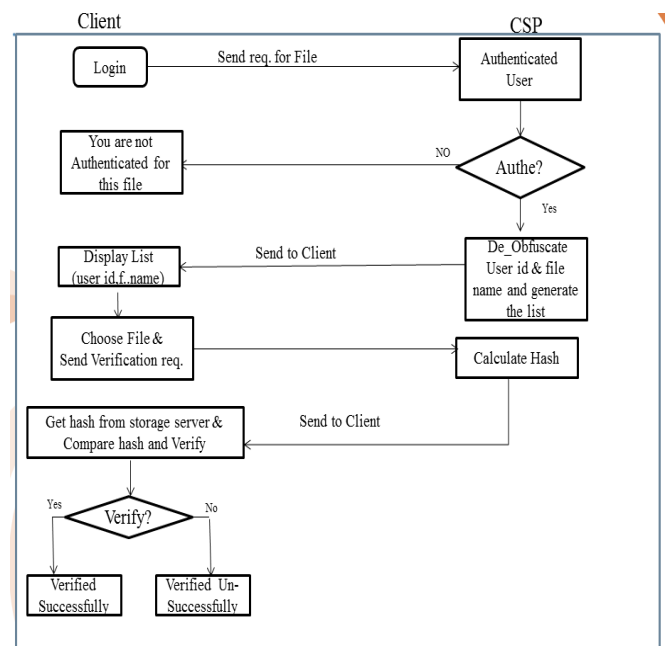 Client
CSP
Login
Send req. for File
Authenticated
User
You are not
Authenticated for
this file
NO
Authe?
Yes
Display List
(user id,f..name)
Send to Client
De_Obfuscate
User id & file
name and generate
the list
Choose File &
Send Verification req.
Calculate Hash
Get hash from storage server &
Compare hash and Verify
Send to Client
Yes
Verify?
No
Verified
Successfully
Verified Un-
Successfully